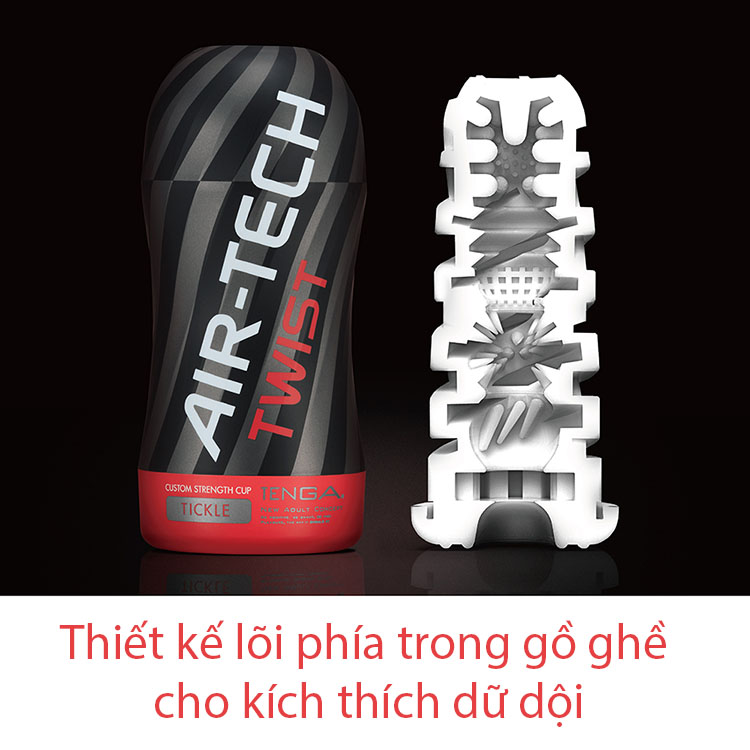 AIR-TECH
TWIST
CUSTOM STRENGTH CUP
TICKLE
TENGA
Thiết kế lõi phía trong gồ ghề
cho kích thích dữ dội